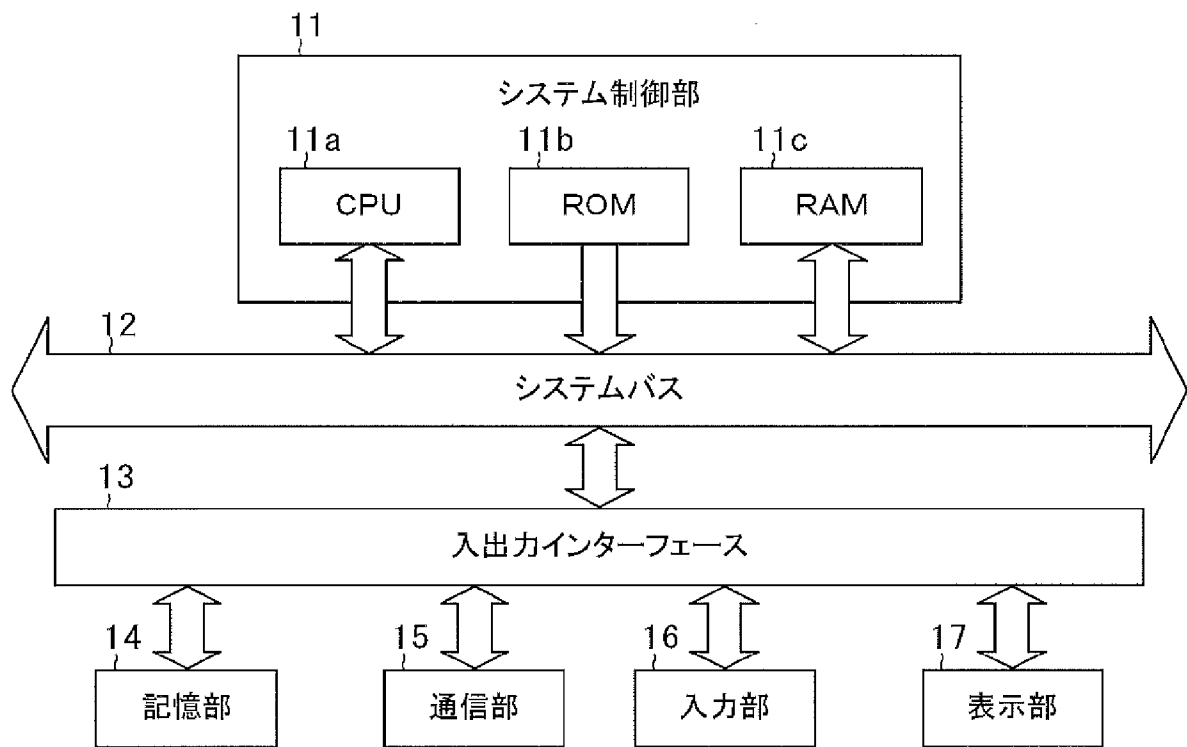 11
システム制御部
11a 11b 11c
CPU ROM RAM
12
システムバス
13
入出力インターフェース
14 15 16 17
記憶部 通信部 入力部 表示部